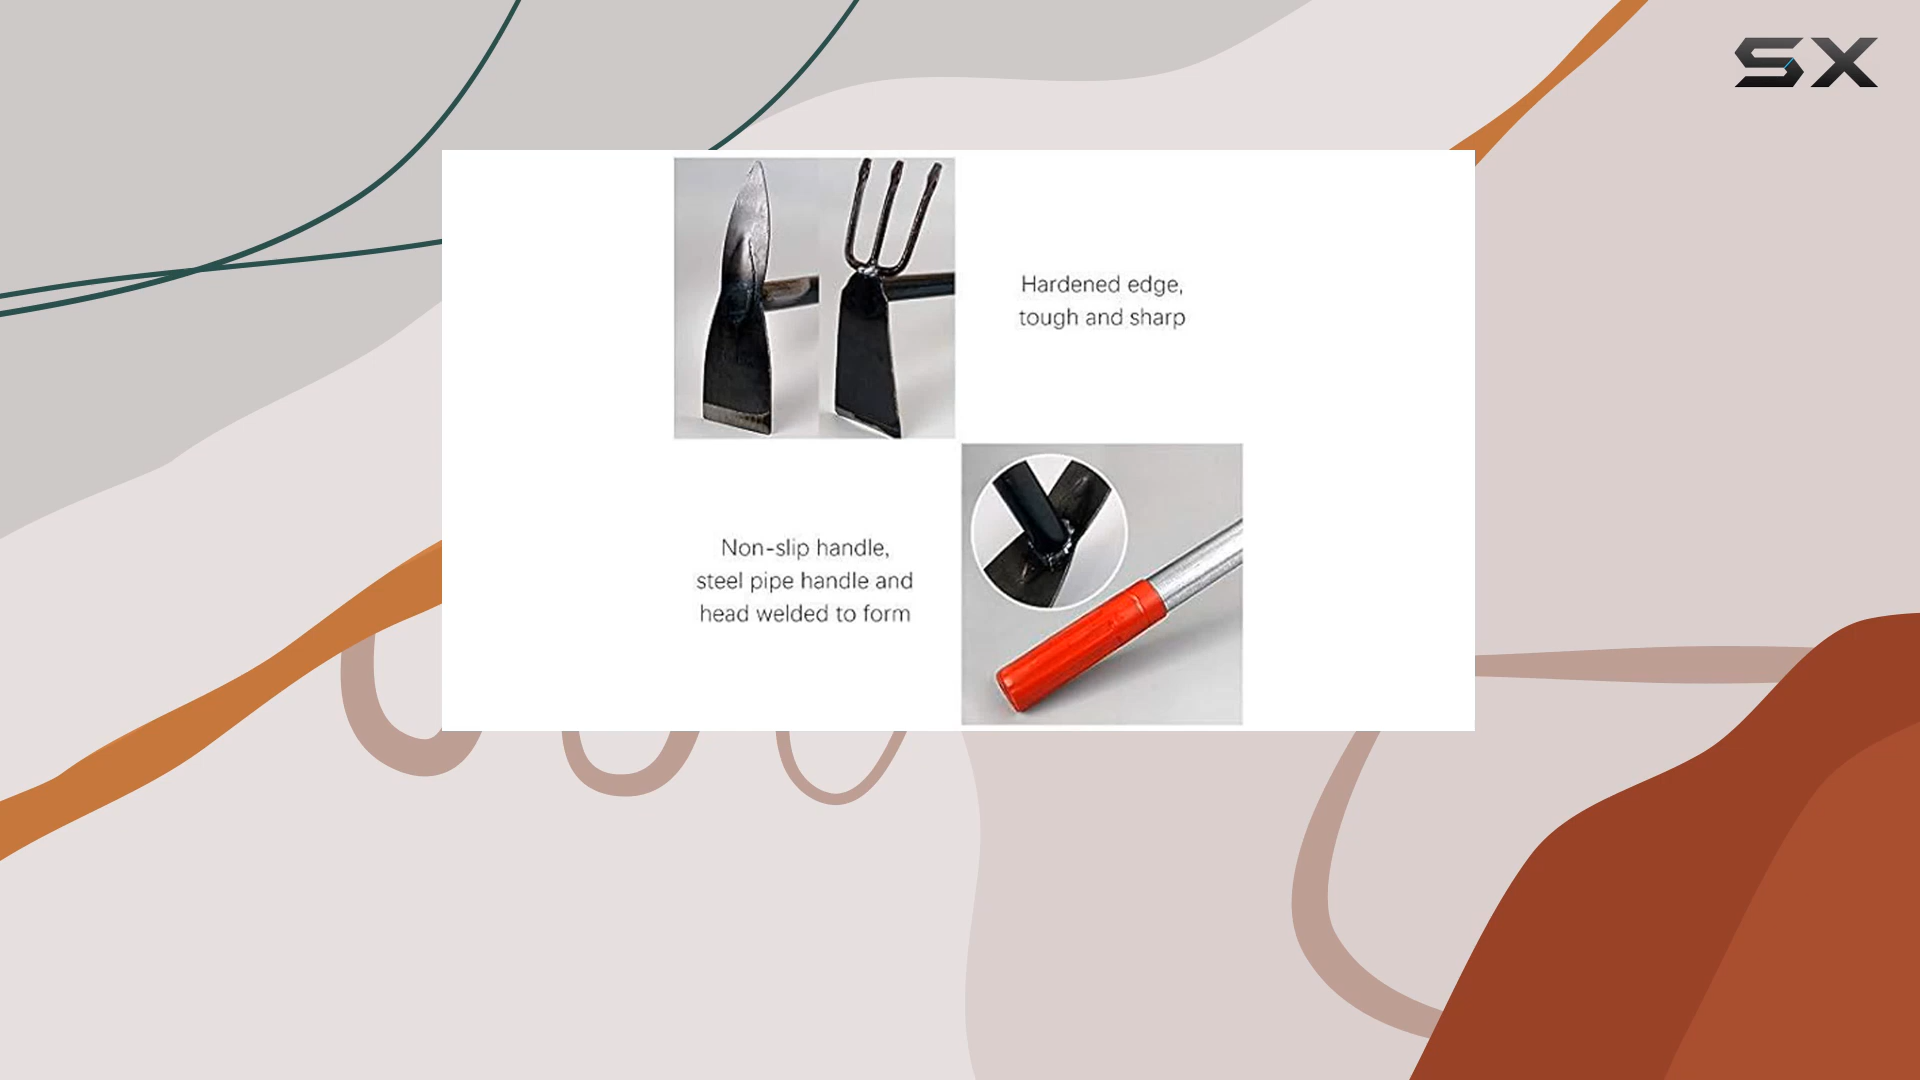 SX
Hardened edge,
tough and sharp
Non-slip handle,
steel pipe handle and
head welded to form